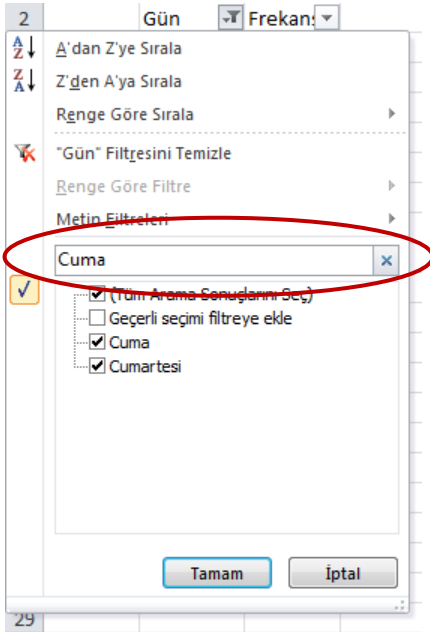 2 Gün Frekans
A'dan Z'ye Sırala
Z'den A'ya Sırala
Renge Göre Sırala
"Gün" Filtresini Temizle
Renge Göre Filtre
Metin Filtreleri
Cuma
(Tüm Arama Sonuçlarını Seç)
Geçerli seçimi filtreye ekle
Cuma
Cumartesi
Tamam İptal
29